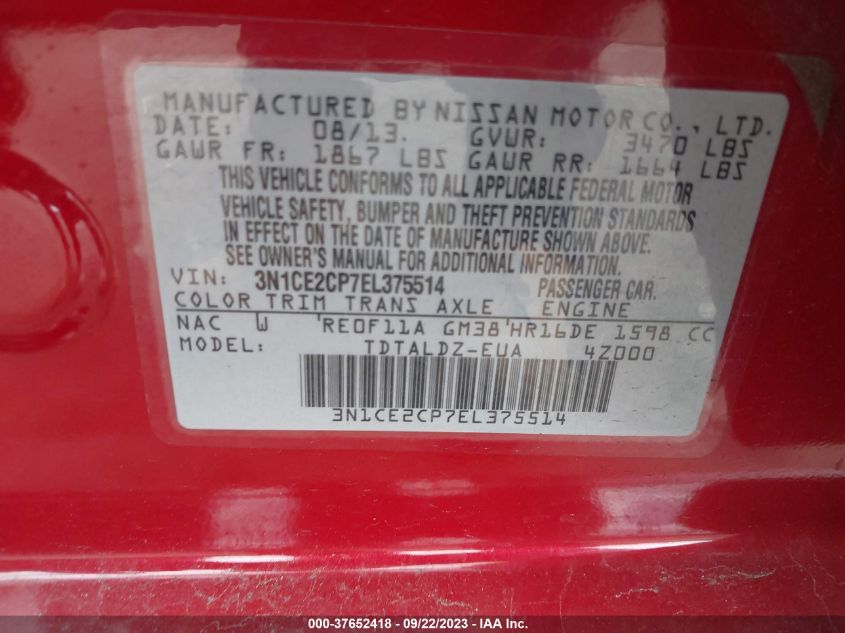 MANUFACTURED BY NISSAN MOTOR CO., LTD.
DATE: 08/13. GVWR: 3470 LBS
GAWR FR: 1867 LBS GAWR RR: 1664 LBS
THIS VEHICLE CONFORMS TO ALL APPLICABLE FEDERAL MOTOR
VEHICLE SAFETY, BUMPER AND THEFT PREVENTION STANDARDS
IN EFFECT ON THE DATE OF MANUFACTURE SHOWN ABOVE.
SEE OWNER'S MANUAL FOR ADDITIONAL INFORMATION.
VIN: 3N1CE2CP7EL375514 PASSENGER CAR.
COLOR TRIM TRANS AXLE ENGINE
NAC W 'RE0F11A GM38'HR16DE 1598 CC
MODEL: TDTALDZ-EUA 4Z000
3N1CE2CP7EL375514
000-37652418 - 09/22/2023 - www.iaai.com